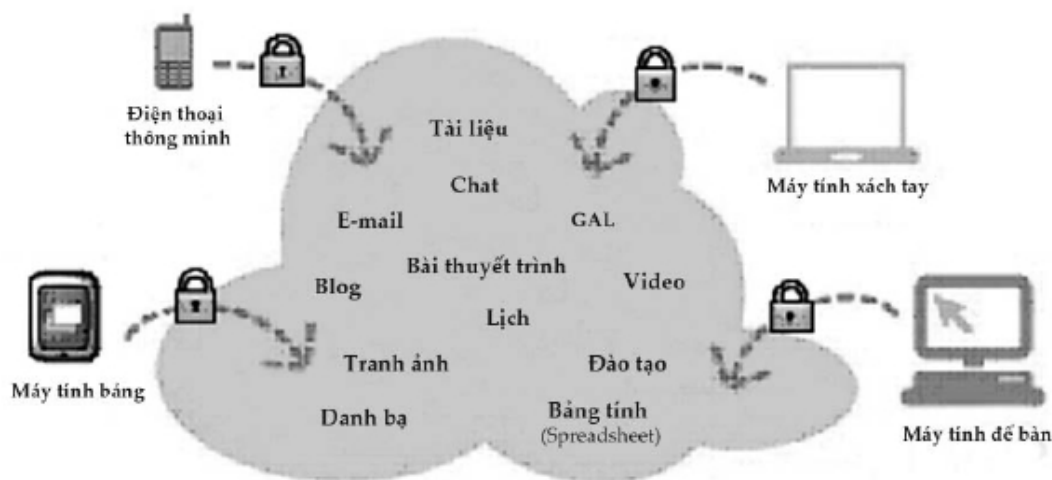 Điện thoại
thông minh
Tài liệu
Chat
E-mail
GAL
Máy tính xách tay
Bài thuyết trình
Blog
Video
Lịch
Tranh ảnh
Đào tạo
Máy tính bảng
Danh bạ
Bảng tính
(Spreadsheet)
Máy tính để bàn